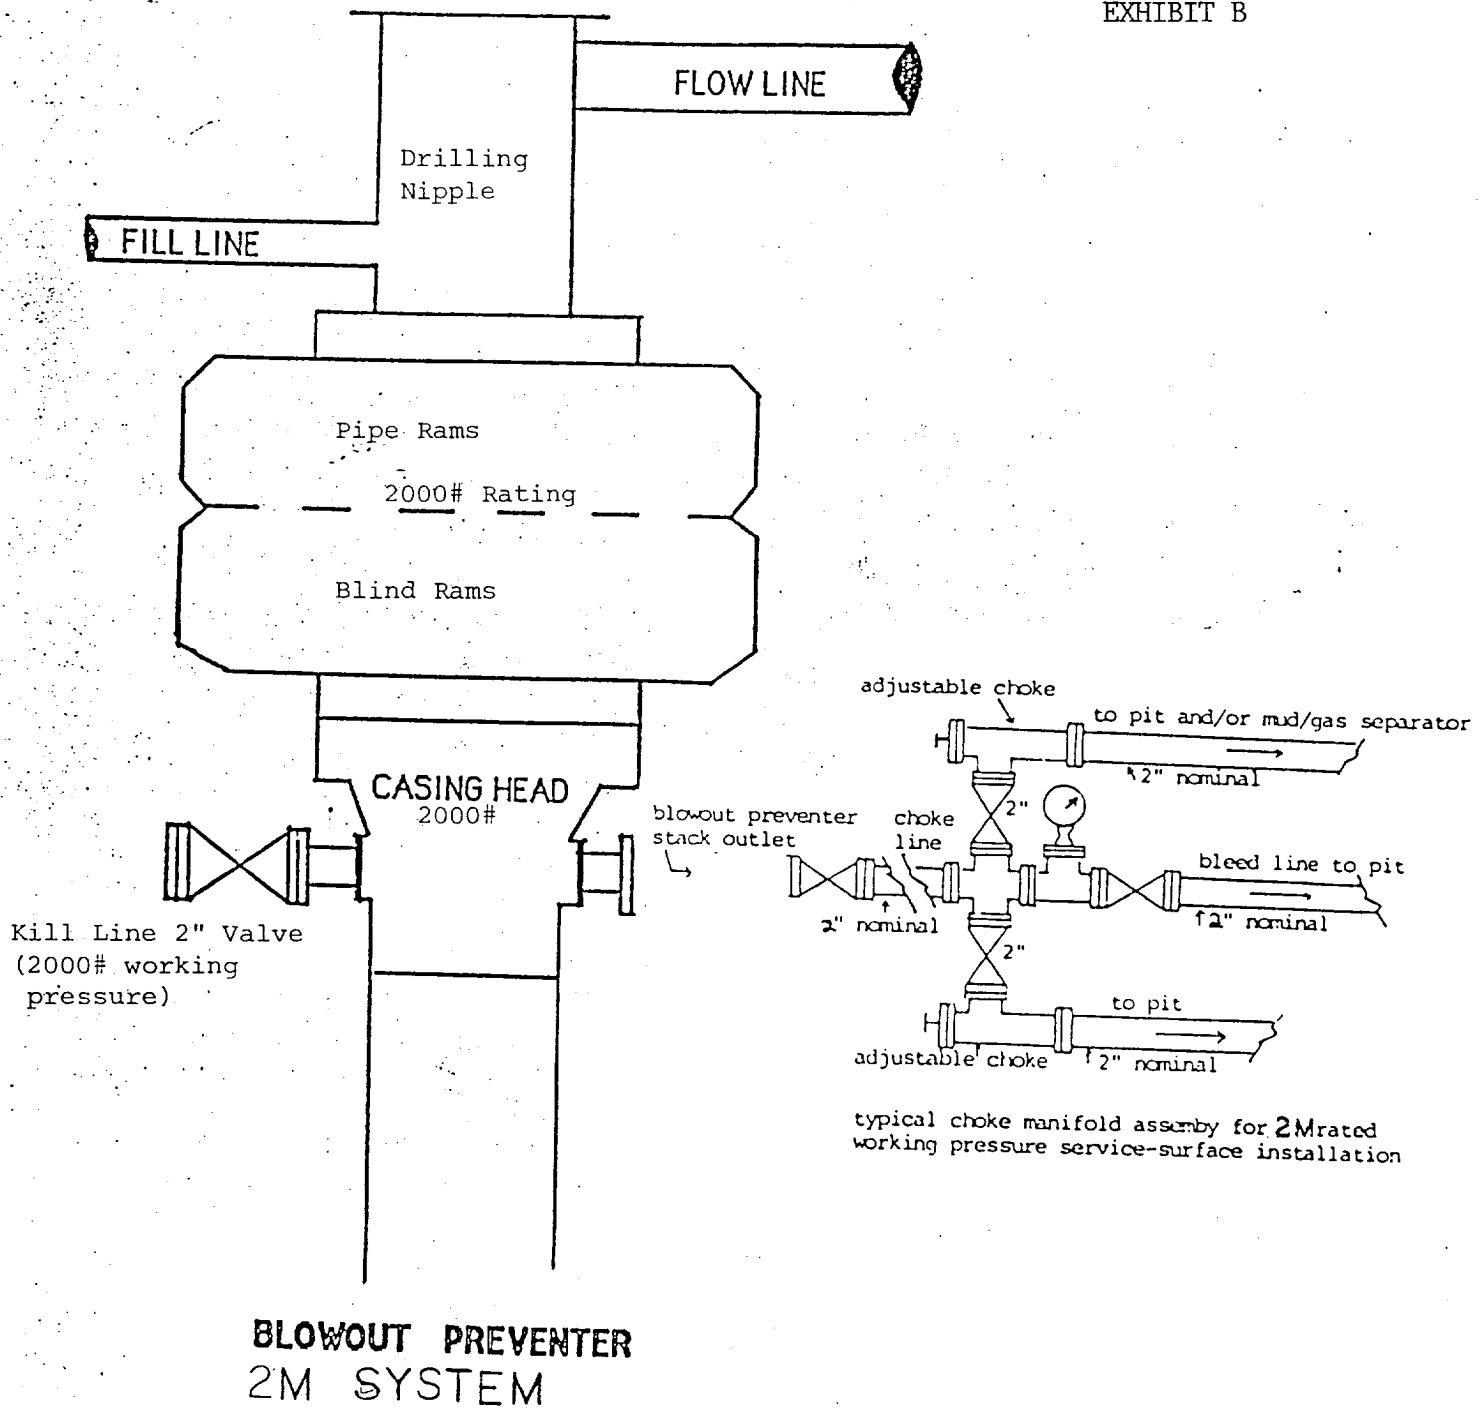 EXHIBIT B
FLOW LINE
Drilling
Nipple
FILL LINE
Pipe Rams
2000# Rating
Blind Rams
CASING HEAD
2000#
Kill Line 2" Valve
(2000# working
pressure)
adjustable choke
to pit and/or mud/gas separator
2" nominal
2"
blowout preventer
stack outlet
choke
line
bleed line to pit
2" nominal
2" nominal
2"
to pit
adjustable choke
2" nominal
typical choke manifold assemby for 2M rated
working pressure service-surface installation
BLOWOUT PREVENTER
2M SYSTEM